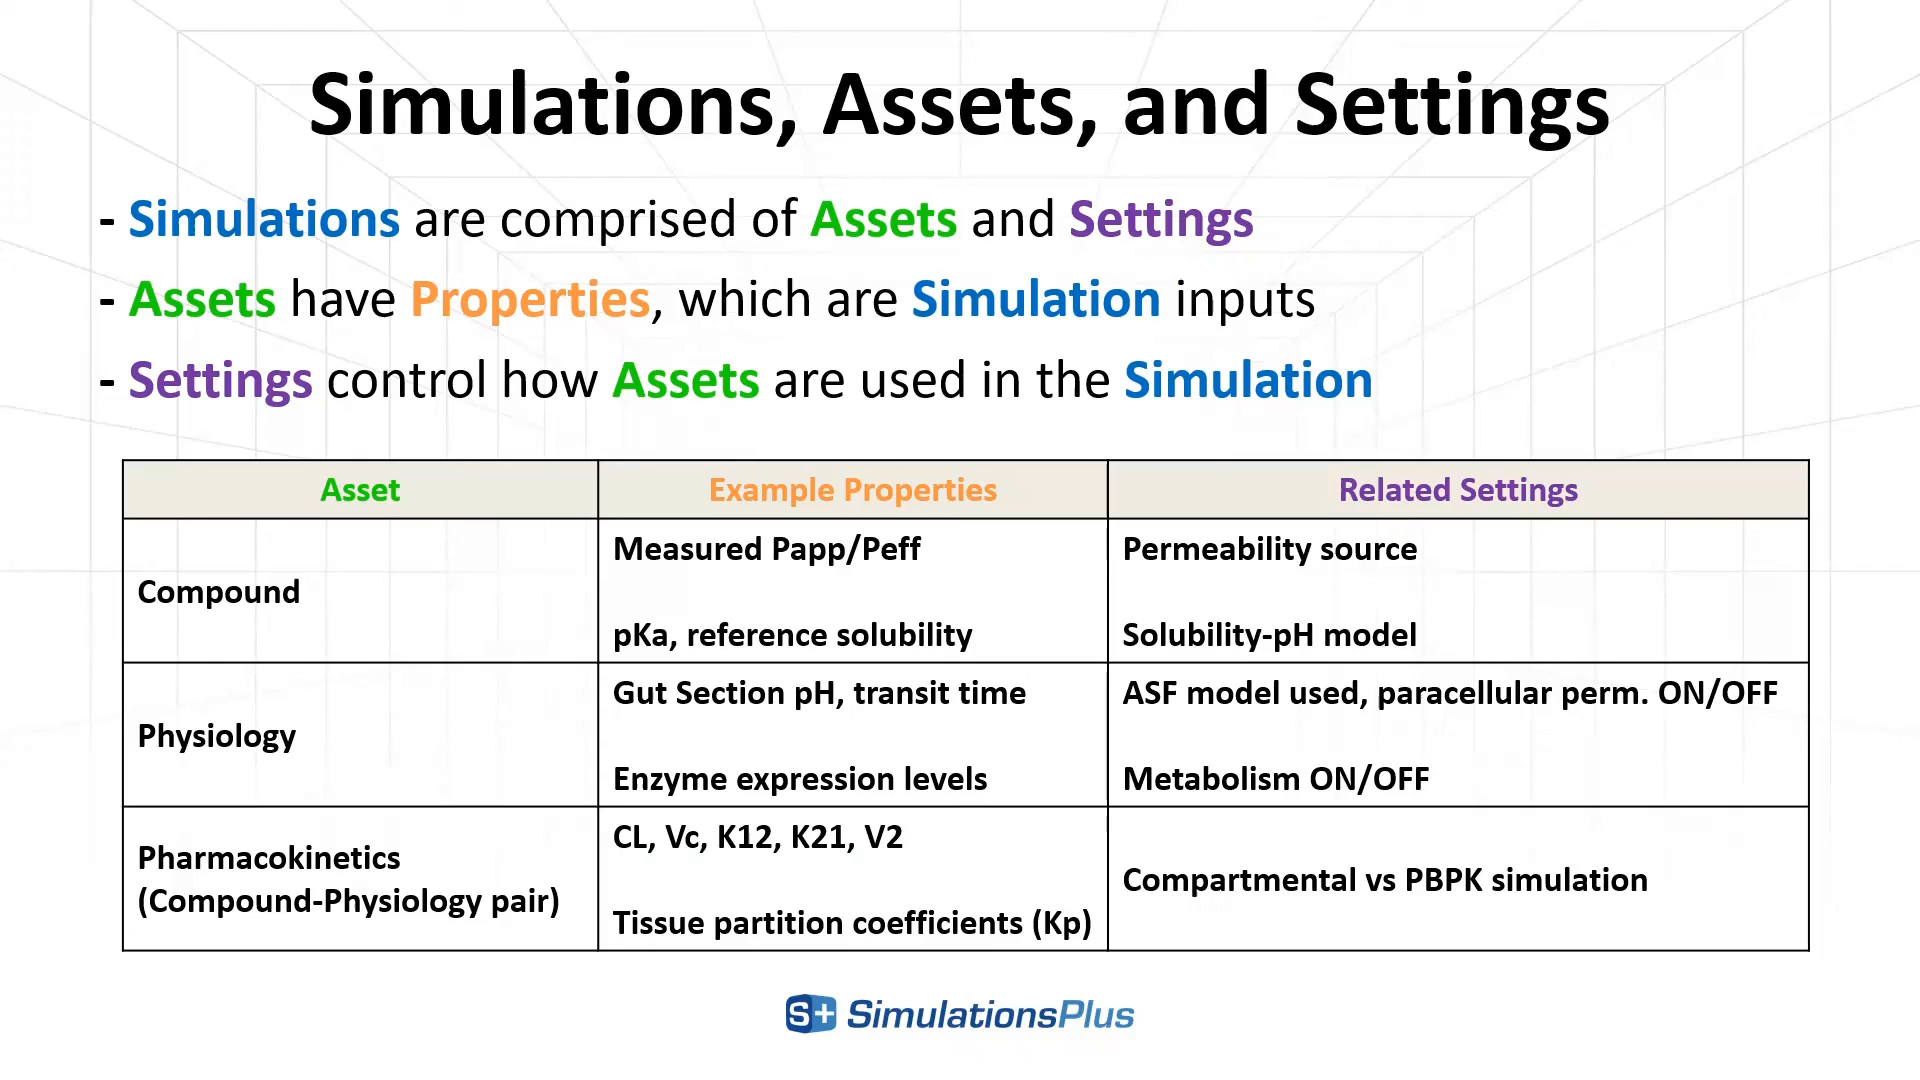 Simulations, Assets, and Settings
- Simulations are comprised of Assets and Settings
- Assets have Properties, which are Simulation inputs
- Settings control how Assets are used in the Simulation
Asset
Example Properties
Related Settings
Compound
Measured Papp/Peff
pKa, reference solubility
Permeability source
Solubility-pH model
Physiology
Gut Section pH, transit time
Enzyme expression levels
ASF model used, paracellular perm. ON/OFF
Metabolism ON/OFF
Pharmacokinetics
(Compound-Physiology pair)
CL, Vc, K12, K21, V2
Tissue partition coefficients (Kp)
Compartmental vs PBPK simulation
S+ SimulationsPlus